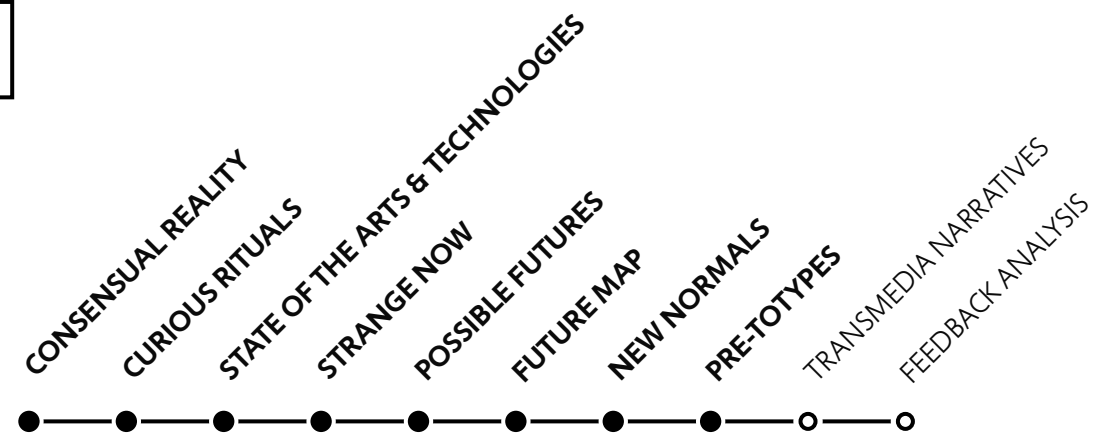 CONSENSUAL REALITY
CURIOUS RITUALS
STATE OF THE ARTS & TECHNOLOGIES
STRANGE NOW
POSSIBLE FUTURES
FUTURE MAP
NEW NORMALS
PRE-TOTYPES
TRANSMEDIA NARRATIVES
FEEDBACK ANALYSIS